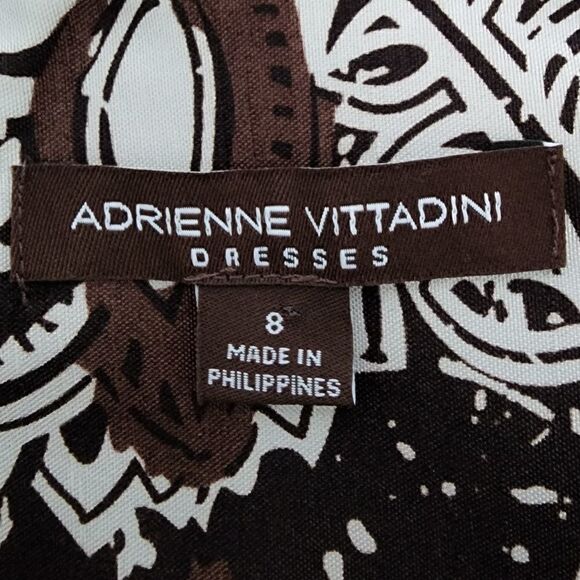 ADRIENNE VITTADINI
DRESSES
8
MADE IN
PHILIPPINES